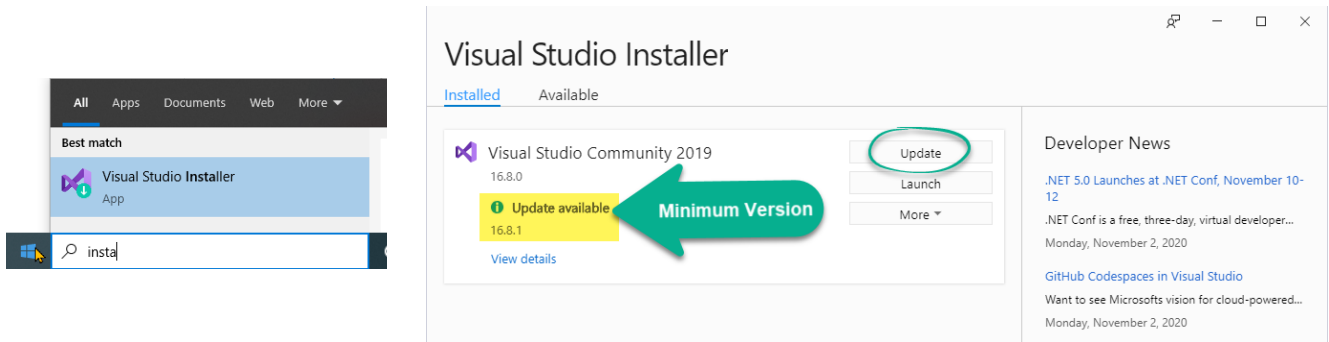 All Apps Documents Web More
Best match
Visual Studio Installer
App
insta
Visual Studio Installer
Installed Available
Visual Studio Community 2019
16.8.0
Update available
16.8.1
View details
Minimum Version
Update
Launch
More
Developer News
.NET 5.0 Launches at .NET Conf, November 10-
12
.NET Conf is a free, three-day, virtual developer...
Monday, November 2, 2020
GitHub Codespaces in Visual Studio
Want to see Microsofts vision for cloud-powered...
Monday, November 2, 2020